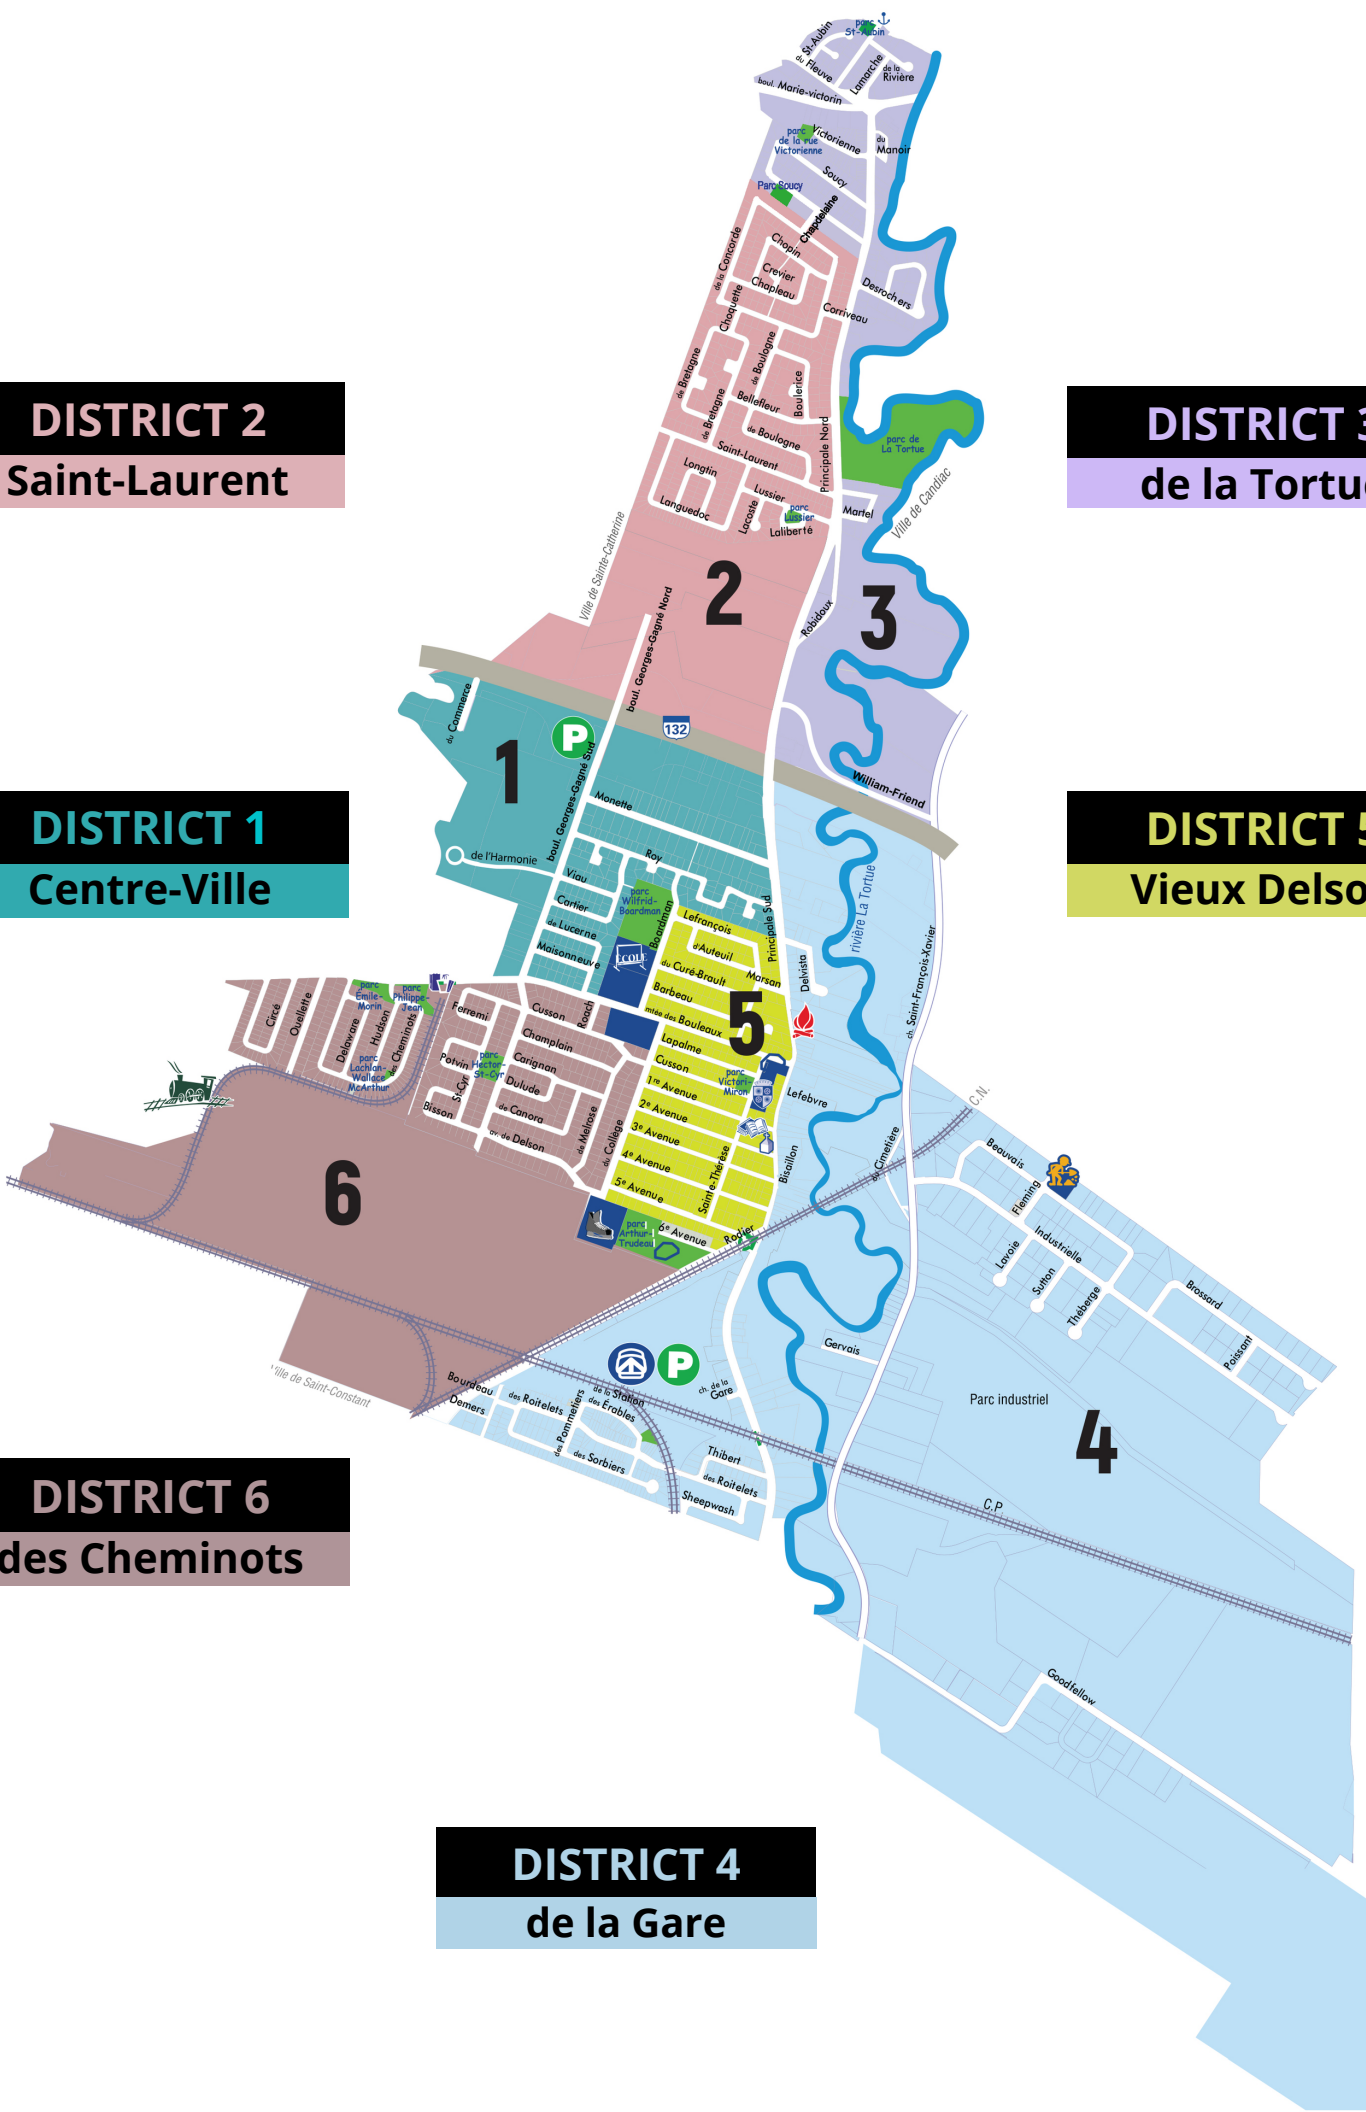 parc
St-Aubin
St-Aubin
du Fleuve
Lamarche
de la
Rivière
boul. Marie-victorin
parc
de la rue
Victorienne
Victorienne
du
Manoir
Soucy
Parc Soucy
Chapdelaine
Chopin
de la Concorde
Crevier
Chapleau
Desrochers
Choquette
Corriveau
de Bretagne
de Boulogne
Boulerice
Bellefleur
de Bretagne
de Boulogne
Principale Nord
parc de
La Tortue
Saint-Laurent
Longtin
Lussier
Languedoc
Lacoste
parc
Lussier
Laliberté
Martel
Ville de Candiac
Ville de Sainte-Catherine
DISTRICT 2
Saint-Laurent
DISTRICT 3
de la Tortue
2
3
Robidoux
boul. Georges-Gagné Nord
du Commerce
132
1
P
boul. Georges-Gagné Sud
William-Friend
Monette
DISTRICT 1
Centre-Ville
DISTRICT 5
Vieux Delso
de l'Harmonie
Roy
Viau
Cartier
parc
Wilfrid-
Boardman
Boardman
de Lucerne
Maisonneuve
ÉCOLE
Lefrançois
d'Auteuil
du Curé-Brault
Marsan
Principale Sud
Delvista
rivière La Tortue
ch. Saint-François-Xavier
Barbeau
mtée des Bouleaux
5
Lapalme
Cusson
1re Avenue
2e Avenue
3e Avenue
4e Avenue
5e Avenue
6e Avenue
parc
Victor-
Miron
Lefebvre
Sainte-Thérèse
Bisaillon
Rodier
du Cimetière
C.N.
Circé
Ouellette
parc
Émile-
Morin
parc
Philippe-
Jean
Delaware
Hudson
des Cheminots
parc
Lachlan-
Wallace
McArthur
Ferremi
Cusson
Roach
Champlain
Potvin
parc
Hector-
St-Cyr
Carignan
St-Cyr
Dulude
Bisson
de Canora
av. de Delson
de Melrose
du Collège
6
parc
Arthur-
Trudeau
Beauvais
Fleming
Industrielle
Lavoie
Sutton
Théberge
Brossard
Poissant
Gervais
Parc industriel
4
P
ch. de la
Gare
Ville de Saint-Constant
Bourdeau
Demers
des Roitelets
des Pommetiers
de la Station
des Érables
des Sorbiers
Thibert
des Roitelets
Sheepwash
C.P
Goodfellow
DISTRICT 6
des Cheminots
DISTRICT 4
de la Gare